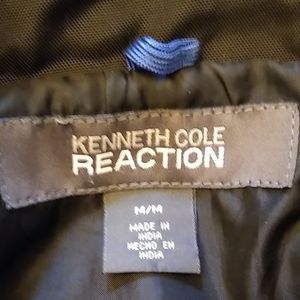 KENNETH COLE
REACTION
M/M
MADE IN
INDIA
HECHO EN
INDIA